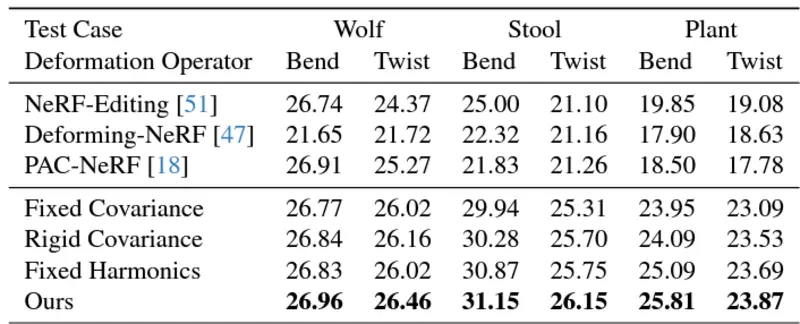 Test Case Wolf Stool Plant
Deformation Operator Bend Twist Bend Twist Bend Twist
NeRF-Editing [51] 26.74 24.37 25.00 21.10 19.85 19.08
Deforming-NeRF [47] 21.65 21.72 22.32 21.16 17.90 18.63
PAC-NeRF [18] 26.91 25.27 21.83 21.26 18.50 17.78
Fixed Covariance 26.77 26.02 29.94 25.31 23.95 23.09
Rigid Covariance 26.84 26.16 30.28 25.70 24.09 23.53
Fixed Harmonics 26.83 26.02 30.87 25.75 25.09 23.69
Ours 26.96 26.46 31.15 26.15 25.81 23.87